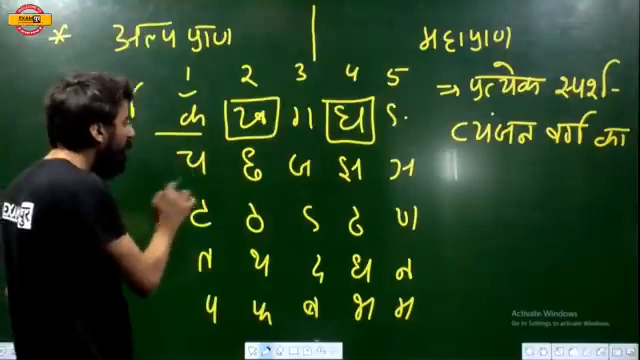 EXAM
* अल्प प्राण | महाप्राण
1 2 3 4 5
क ख ग घ ङ
च छ ज झ ञ
ट ठ ड ढ ण
त थ द ध न
प फ ब भ म
⇒ प्रत्येक स्पर्श-
व्यंजन वर्ग का
Activate Windows
Go to Settings to activate Windows.